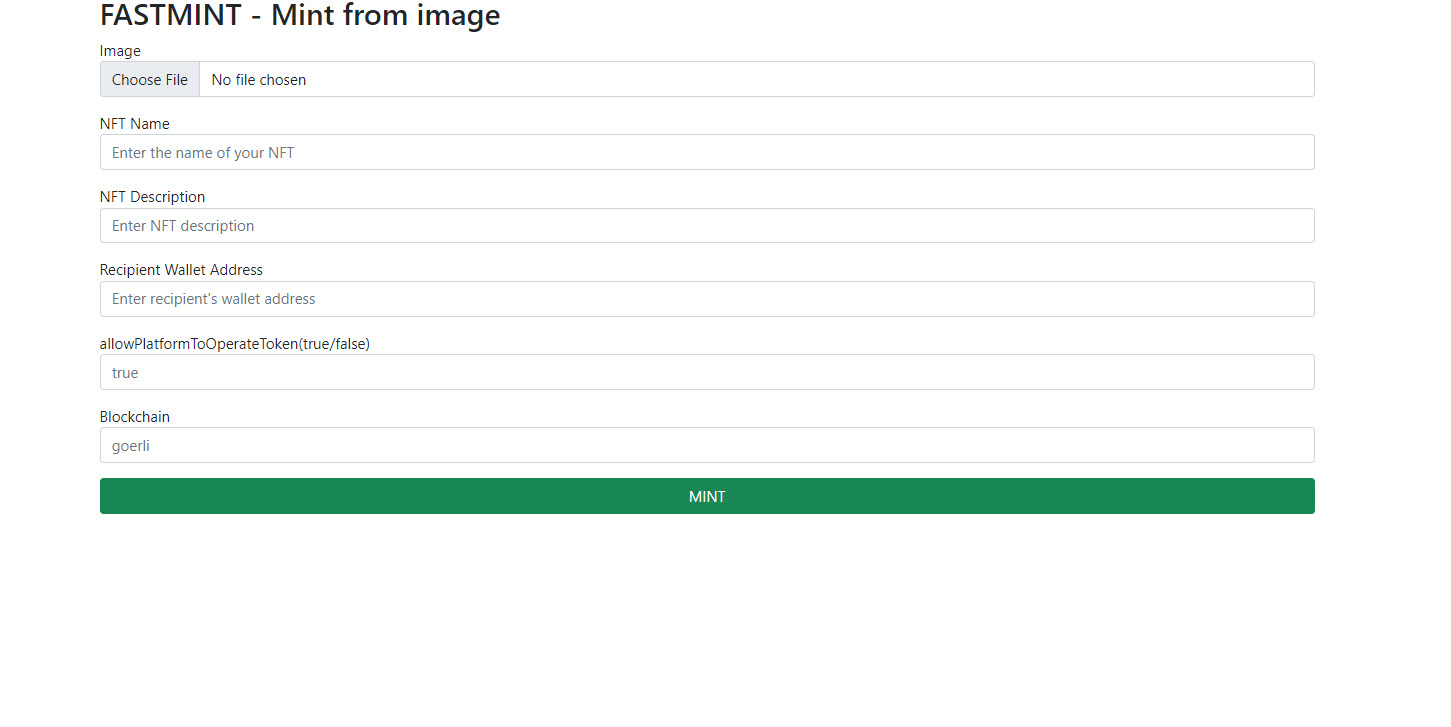 FASTMINT - Mint from image
Image
Choose File No file chosen
NFT Name
Enter the name of your NFT
NFT Description
Enter NFT description
Recipient Wallet Address
Enter recipient's wallet address
allowPlatformToOperateToken(true/false)
true
Blockchain
goerli
MINT